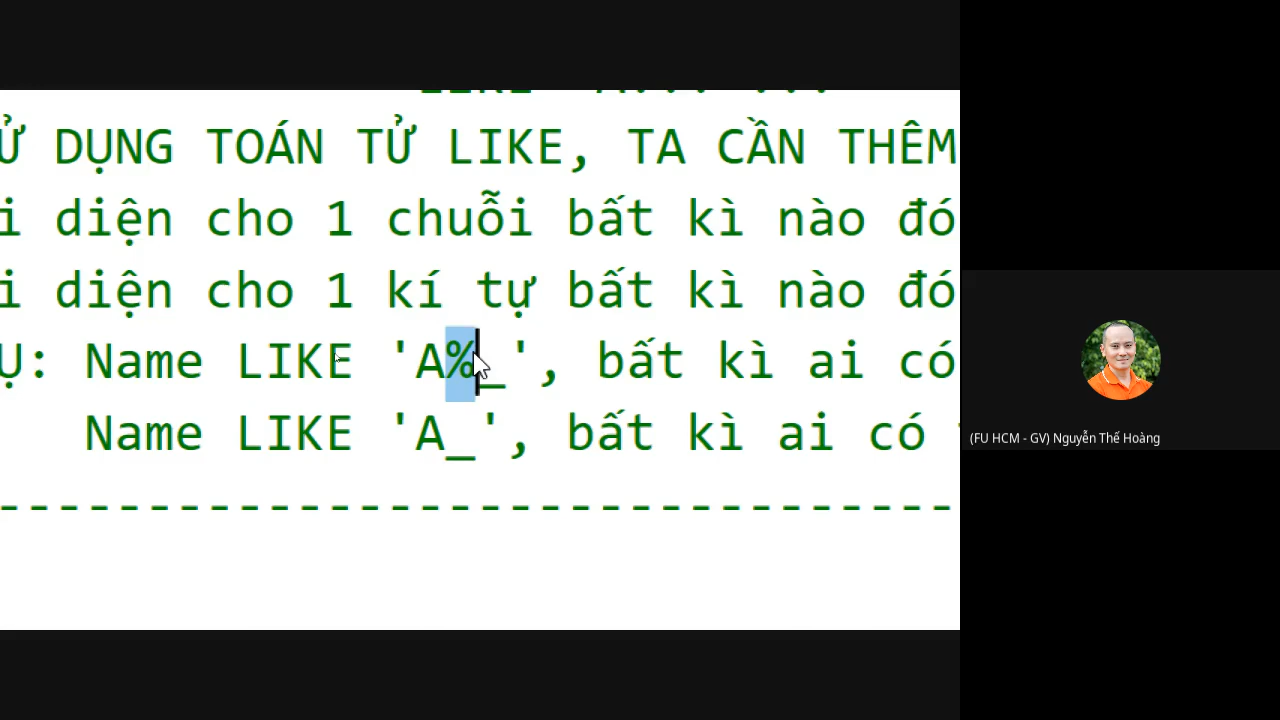 Ử DỤNG TOÁN TỬ LIKE, TA CẦN THÊM
i diện cho 1 chuỗi bất kì nào đó
i diện cho 1 kí tự bất kì nào đó
Ụ: Name LIKE 'A%_', bất kì ai có
Name LIKE 'A_', bất kì ai có
--------------------------------
(FU HCM - GV) Nguyễn Thế Hoàng